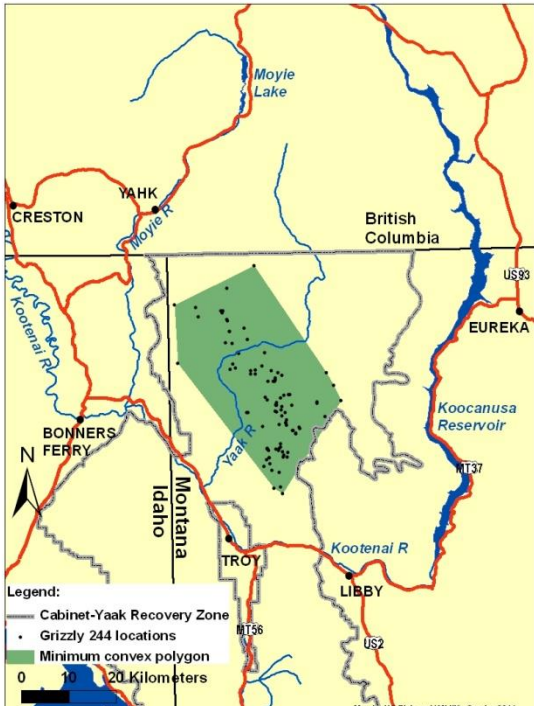 Moyie
Lake
YAHK
CRESTON
Moyie R
British
Columbia
US93
Kootenai R
EUREKA
Koocanusa
Reservoir
BONNERS
FERRY
Yaak R
N
Montana
Idaho
MT37
Kootenai R
TROY
LIBBY
Legend:
Cabinet-Yaak Recovery Zone
Grizzly 244 locations
Minimum convex polygon
MT56
US2
0 10 20 Kilometers